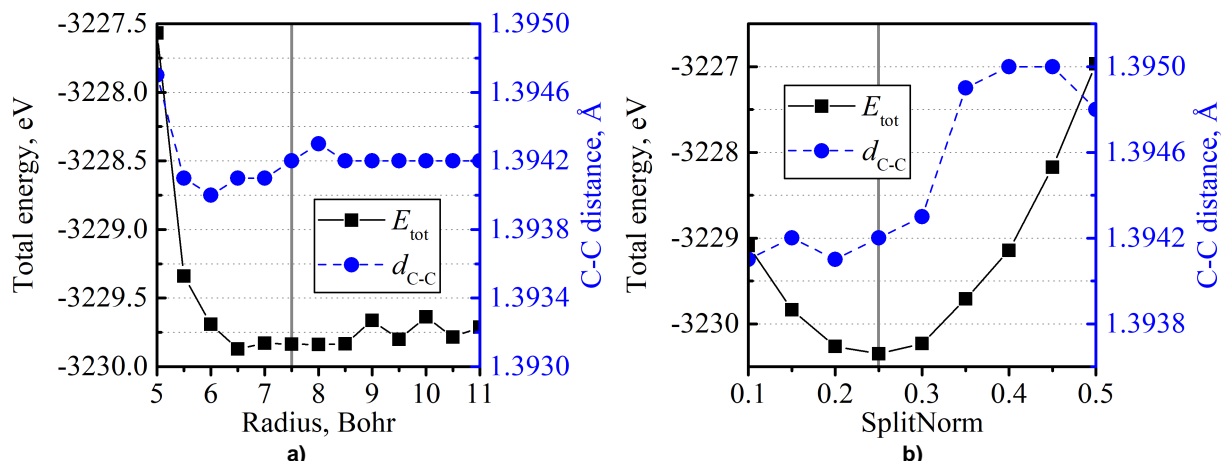 -3227.5
-3228.0
-3228.5
-3229.0
-3229.5
-3230.0
Total energy, eV
5 6 7 8 9 10 11
Radius, Bohr
1.3950
1.3946
1.3942
1.3938
1.3934
1.3930
C-C distance, Å
E_tot
d_C-C
a)
-3227
-3228
-3229
-3230
Total energy, eV
0.1 0.2 0.3 0.4 0.5
SplitNorm
1.3950
1.3946
1.3942
1.3938
C-C distance, Å
E_tot
d_C-C
b)